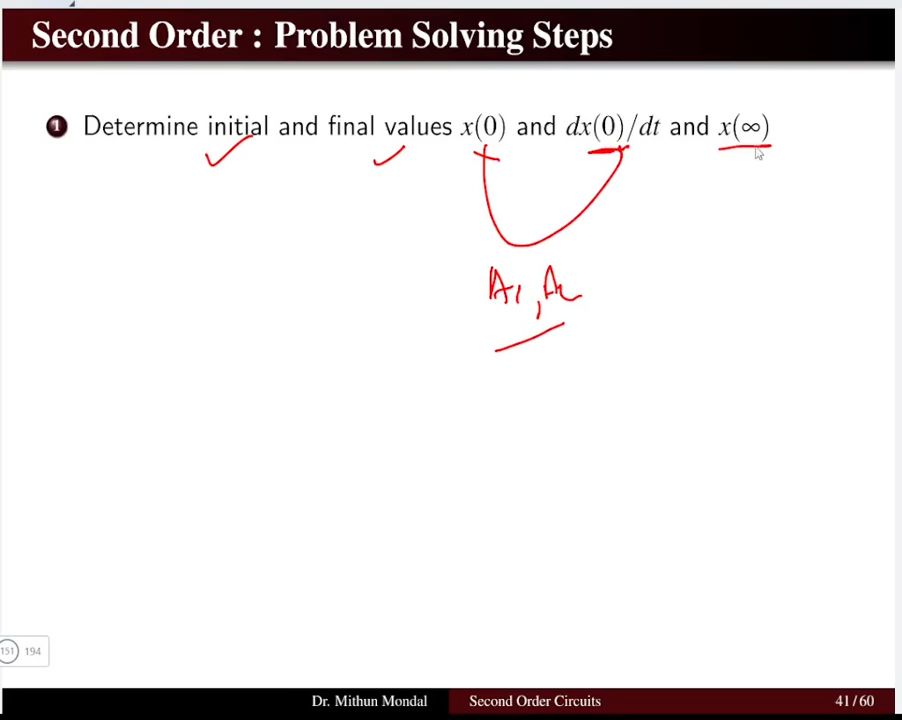 Second Order : Problem Solving Steps
1 Determine initial and final values x(0) and dx(0)/dt and x(∞)
A₁, A₂
151 194
Dr. Mithun Mondal Second Order Circuits 41 / 60